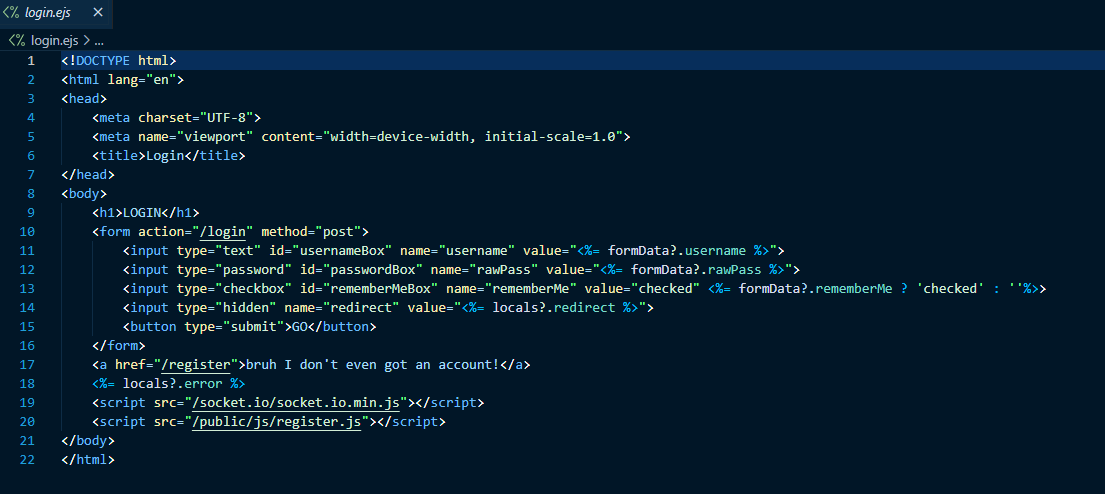 <% login.ejs ×
<% login.ejs > ...
1 <!DOCTYPE html>
2 <html lang="en">
3 <head>
4     <meta charset="UTF-8">
5     <meta name="viewport" content="width=device-width, initial-scale=1.0">
6     <title>Login</title>
7 </head>
8 <body>
9     <h1>LOGIN</h1>
10     <form action="/login" method="post">
11         <input type="text" id="usernameBox" name="username" value="<%= formData?.username %>">
12         <input type="password" id="passwordBox" name="rawPass" value="<%= formData?.rawPass %>">
13         <input type="checkbox" id="rememberMeBox" name="rememberMe" value="checked" <%= formData?.rememberMe ? 'checked' : ''%>>
14         <input type="hidden" name="redirect" value="<%= locals?.redirect %>">
15         <button type="submit">GO</button>
16     </form>
17     <a href="/register">bruh I don't even got an account!</a>
18     <%= locals?.error %>
19     <script src="/socket.io/socket.io.min.js"></script>
20     <script src="/public/js/register.js"></script>
21 </body>
22 </html>